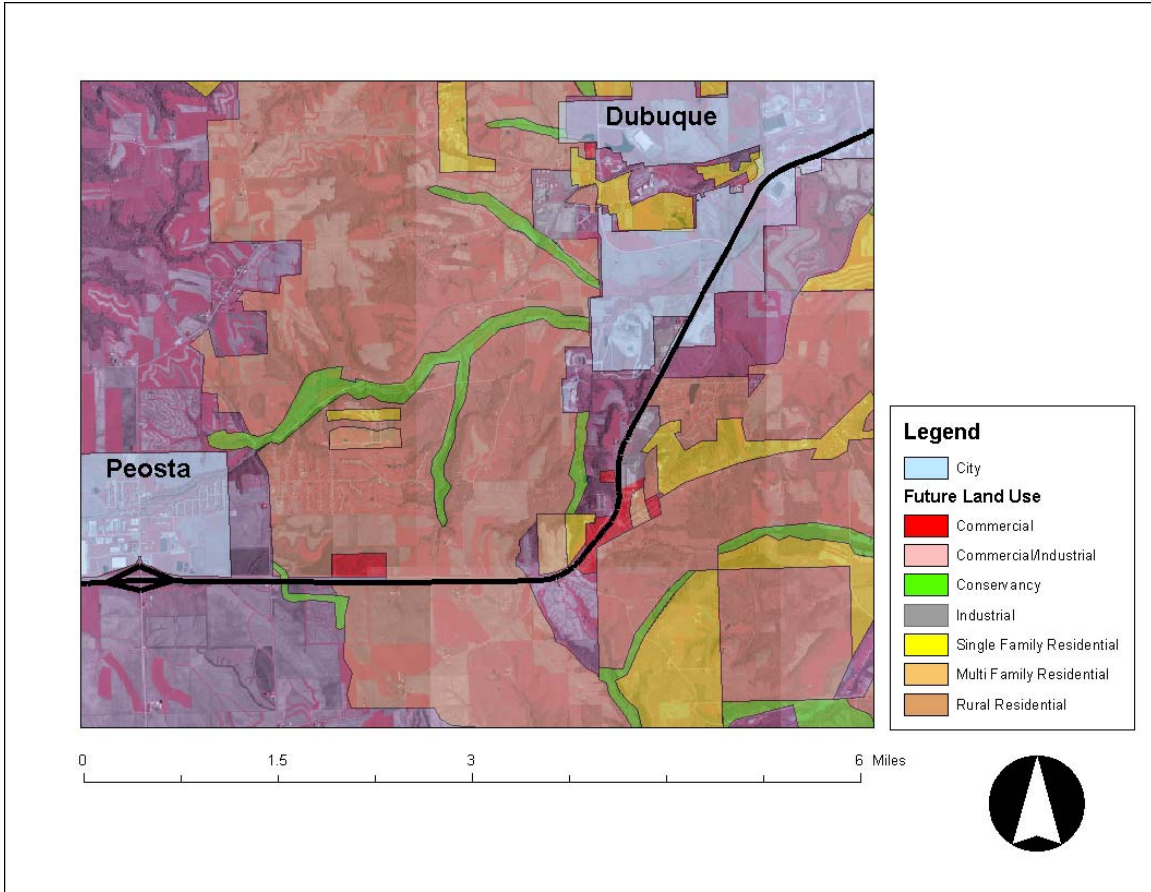 Dubuque
Peosta
Legend
City
Future Land Use
Commercial
Commercial/Industrial
Conservancy
Industrial
Single Family Residential
Multi Family Residential
Rural Residential
0 1.5 3 6 Miles